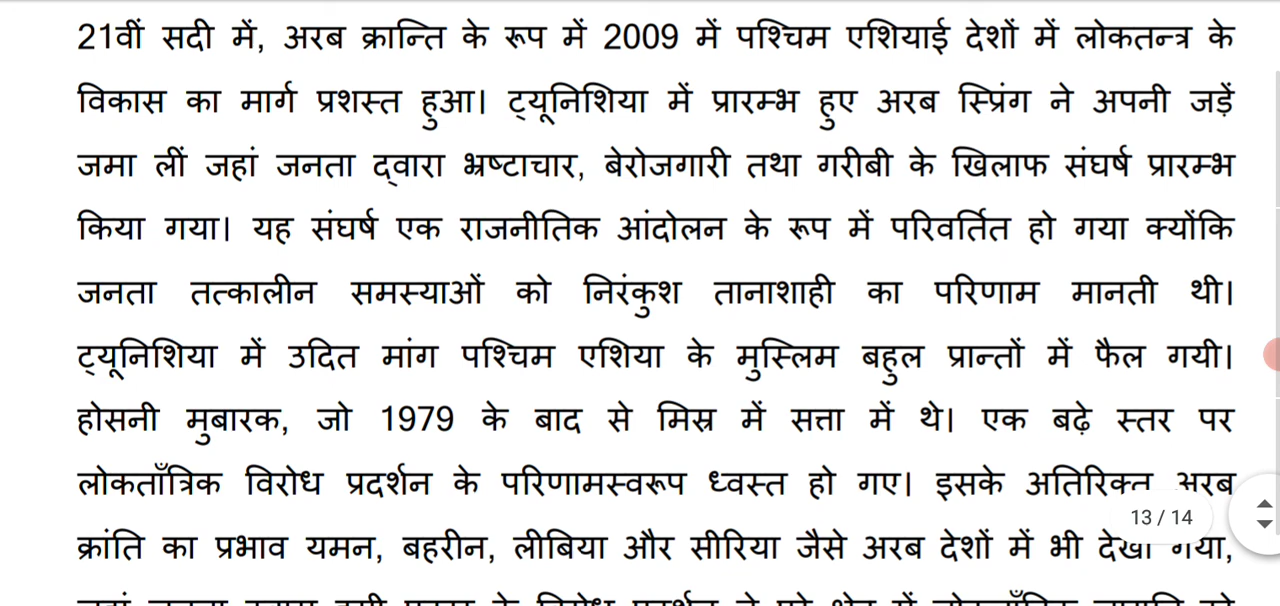 21वीं सदी में, अरब क्रान्ति के रूप में 2009 में पश्चिम एशियाई देशों में लोकतन्त्र के
विकास का मार्ग प्रशस्त हुआ। ट्यूनिशिया में प्रारम्भ हुए अरब स्प्रिंग ने अपनी जड़ें
जमा लीं जहां जनता द्वारा भ्रष्टाचार, बेरोजगारी तथा गरीबी के खिलाफ संघर्ष प्रारम्भ
किया गया। यह संघर्ष एक राजनीतिक आंदोलन के रूप में परिवर्तित हो गया क्योंकि
जनता तत्कालीन समस्याओं को निरंकुश तानाशाही का परिणाम मानती थी।
ट्यूनिशिया में उदित मांग पश्चिम एशिया के मुस्लिम बहुल प्रान्तों में फैल गयी।
होसनी मुबारक, जो 1979 के बाद से मिस्र में सत्ता में थे। एक बढ़े स्तर पर
लोकताँत्रिक विरोध प्रदर्शन के परिणामस्वरूप ध्वस्त हो गए। इसके अतिरिक्त अरब
13 / 14
क्रांति का प्रभाव यमन, बहरीन, लीबिया और सीरिया जैसे अरब देशों में भी देखा गया,